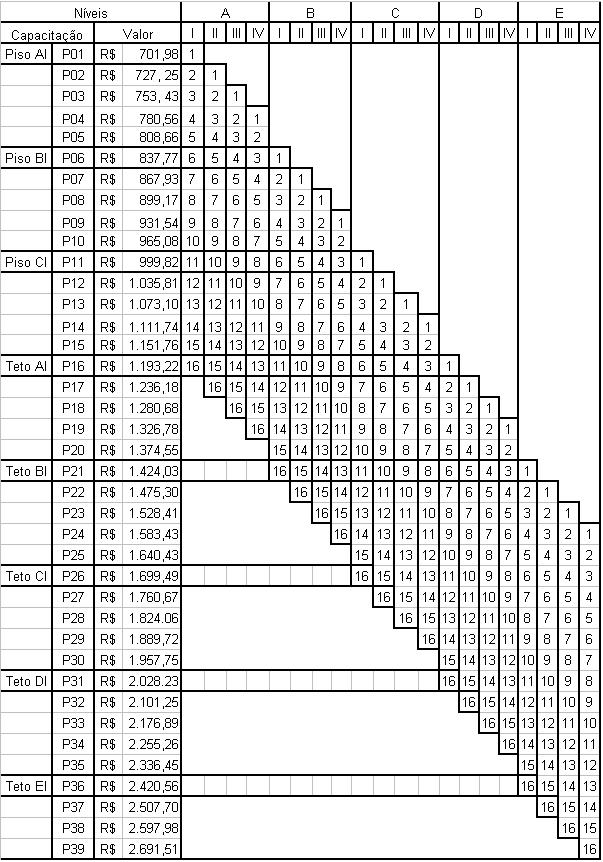 Níveis A B C D E
Capacitação Valor I II III IV I II III IV I II III IV I II III IV I II III IV
Piso AI P01 R$ 701,98 1
P02 R$ 727, 25 2 1
P03 R$ 753, 43 3 2 1
P04 R$ 780,56 4 3 2 1
P05 R$ 808,66 5 4 3 2
Piso BI P06 R$ 837,77 6 5 4 3 1
P07 R$ 867,93 7 6 5 4 2 1
P08 R$ 899,17 8 7 6 5 3 2 1
P09 R$ 931,54 9 8 7 6 4 3 2 1
P10 R$ 965,08 10 9 8 7 5 4 3 2
Piso CI P11 R$ 999,82 11 10 9 8 6 5 4 3 1
P12 R$ 1.035,81 12 11 10 9 7 6 5 4 2 1
P13 R$ 1.073,10 13 12 11 10 8 7 6 5 3 2 1
P14 R$ 1.111,74 14 13 12 11 9 8 7 6 4 3 2 1
P15 R$ 1.151,76 15 14 13 12 10 9 8 7 5 4 3 2
Teto AI P16 R$ 1.193,22 16 15 14 13 11 10 9 8 6 5 4 3 1
P17 R$ 1.236,18 16 15 14 12 11 10 9 7 6 5 4 2 1
P18 R$ 1.280,68 16 15 13 12 11 10 8 7 6 5 3 2 1
P19 R$ 1.326,78 16 14 13 12 11 9 8 7 6 4 3 2 1
P20 R$ 1.374,55 15 14 13 12 10 9 8 7 5 4 3 2
Teto BI P21 R$ 1.424,03 16 15 14 13 11 10 9 8 6 5 4 3 1
P22 R$ 1.475,30 16 15 14 12 11 10 9 7 6 5 4 2 1
P23 R$ 1.528,41 16 15 13 12 11 10 8 7 6 5 3 2 1
P24 R$ 1.583,43 16 14 13 12 11 9 8 7 6 4 3 2 1
P25 R$ 1.640,43 15 14 13 12 10 9 8 7 5 4 3 2
Teto CI P26 R$ 1.699,49 16 15 14 13 11 10 9 8 6 5 4 3
P27 R$ 1.760,67 16 15 14 12 11 10 9 7 6 5 4
P28 R$ 1.824.06 16 15 13 12 11 10 8 7 6 5
P29 R$ 1.889,72 16 14 13 12 11 9 8 7 6
P30 R$ 1.957,75 15 14 13 12 10 9 8 7
Teto DI P31 R$ 2.028.23 16 15 14 13 11 10 9 8
P32 R$ 2.101,25 16 15 14 12 11 10 9
P33 R$ 2.176,89 16 15 13 12 11 10
P34 R$ 2.255,26 16 14 13 12 11
P35 R$ 2.336,45 15 14 13 12
Teto EI P36 R$ 2.420,56 16 15 14 13
P37 R$ 2.507,70 16 15 14
P38 R$ 2.597,98 16 15
P39 R$ 2.691,51 16